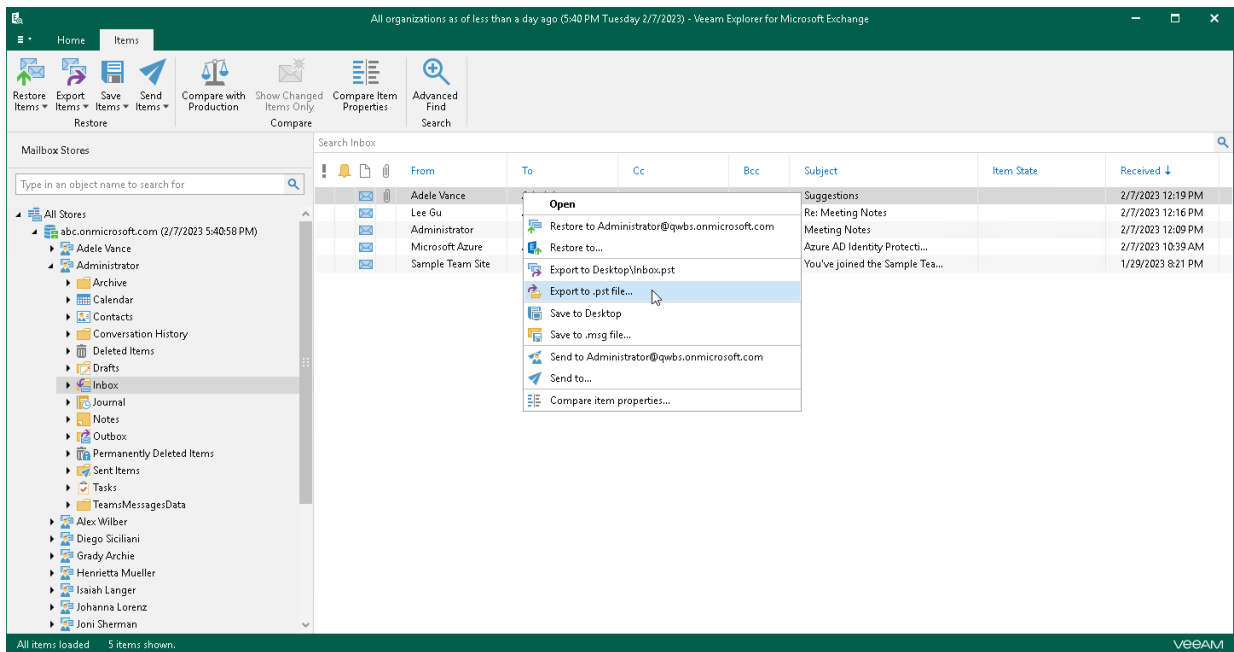 All organizations as of less than a day ago (5:40 PM Tuesday 2/7/2023) - Veeam Explorer for Microsoft Exchange
Home Items
Restore Items Export Items Save Items Send Items Compare with Production Show Changed Items Only Compare Item Properties Advanced Find
Restore Compare Search
Mailbox Stores
Type in an object name to search for
All Stores
abc.onmicrosoft.com (2/7/2023 5:40:58 PM)
Adele Vance
Administrator
Archive
Calendar
Contacts
Conversation History
Deleted Items
Drafts
Inbox
Journal
Notes
Outbox
Permanently Deleted Items
Sent Items
Tasks
TeamsMessagesData
Alex Wilber
Diego Siciliani
Grady Archie
Henrietta Mueller
Isaiah Langer
Johanna Lorenz
Joni Sherman
Search Inbox
From To Cc Bcc Subject Item State Received
Adele Vance Suggestions 2/7/2023 12:19 PM
Lee Gu Re: Meeting Notes 2/7/2023 12:16 PM
Administrator Meeting Notes 2/7/2023 12:09 PM
Microsoft Azure Azure AD Identity Protecti... 2/7/2023 10:39 AM
Sample Team Site You've joined the Sample Tea... 1/29/2023 8:21 PM
Open
Restore to Administrator@qwbs.onmicrosoft.com
Restore to...
Export to Desktop\Inbox.pst
Export to .pst file...
Save to Desktop
Save to .msg file...
Send to Administrator@qwbs.onmicrosoft.com
Send to...
Compare item properties...
All items loaded 5 items shown.
veeam